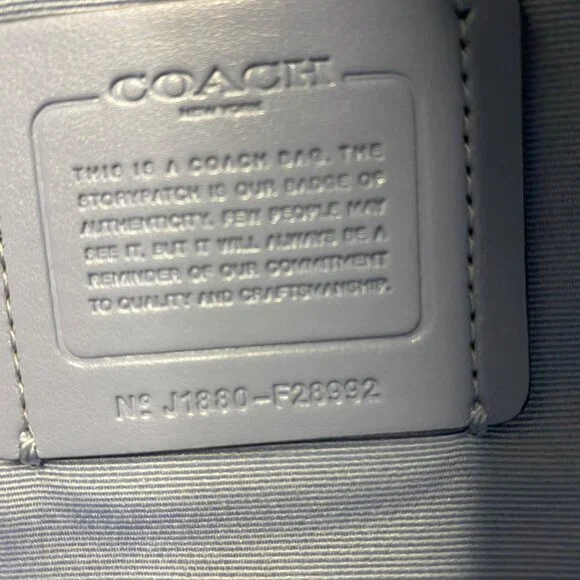 COACH
NEW YORK
THIS IS A COACH BAG. THE
STORYPATCH IS OUR BADGE OF
AUTHENTICITY. FEW PEOPLE MAY
SEE IT, BUT IT WILL ALWAYS BE A
REMINDER OF OUR COMMITMENT
TO QUALITY AND CRAFTSMANSHIP.
Nº J1880-F28992